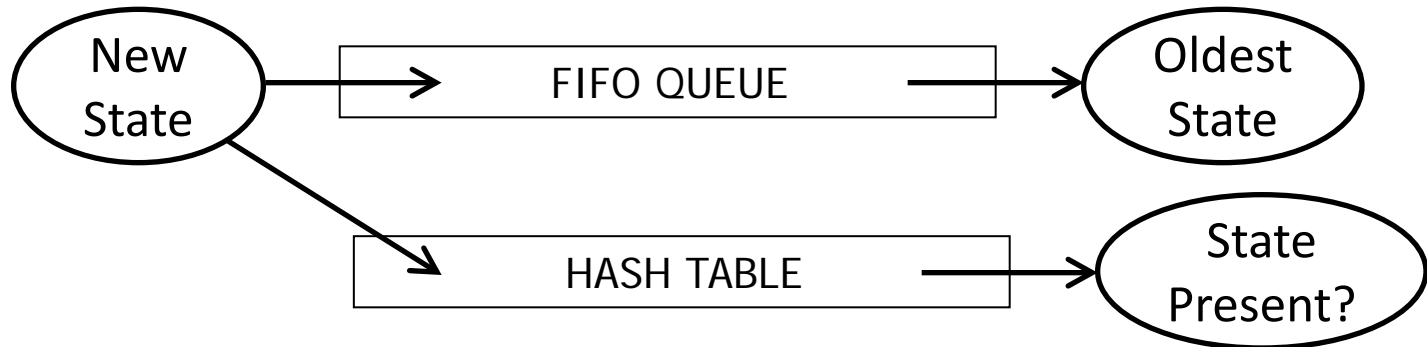 New
State
FIFO QUEUE
Oldest
State
HASH TABLE
State
Present?